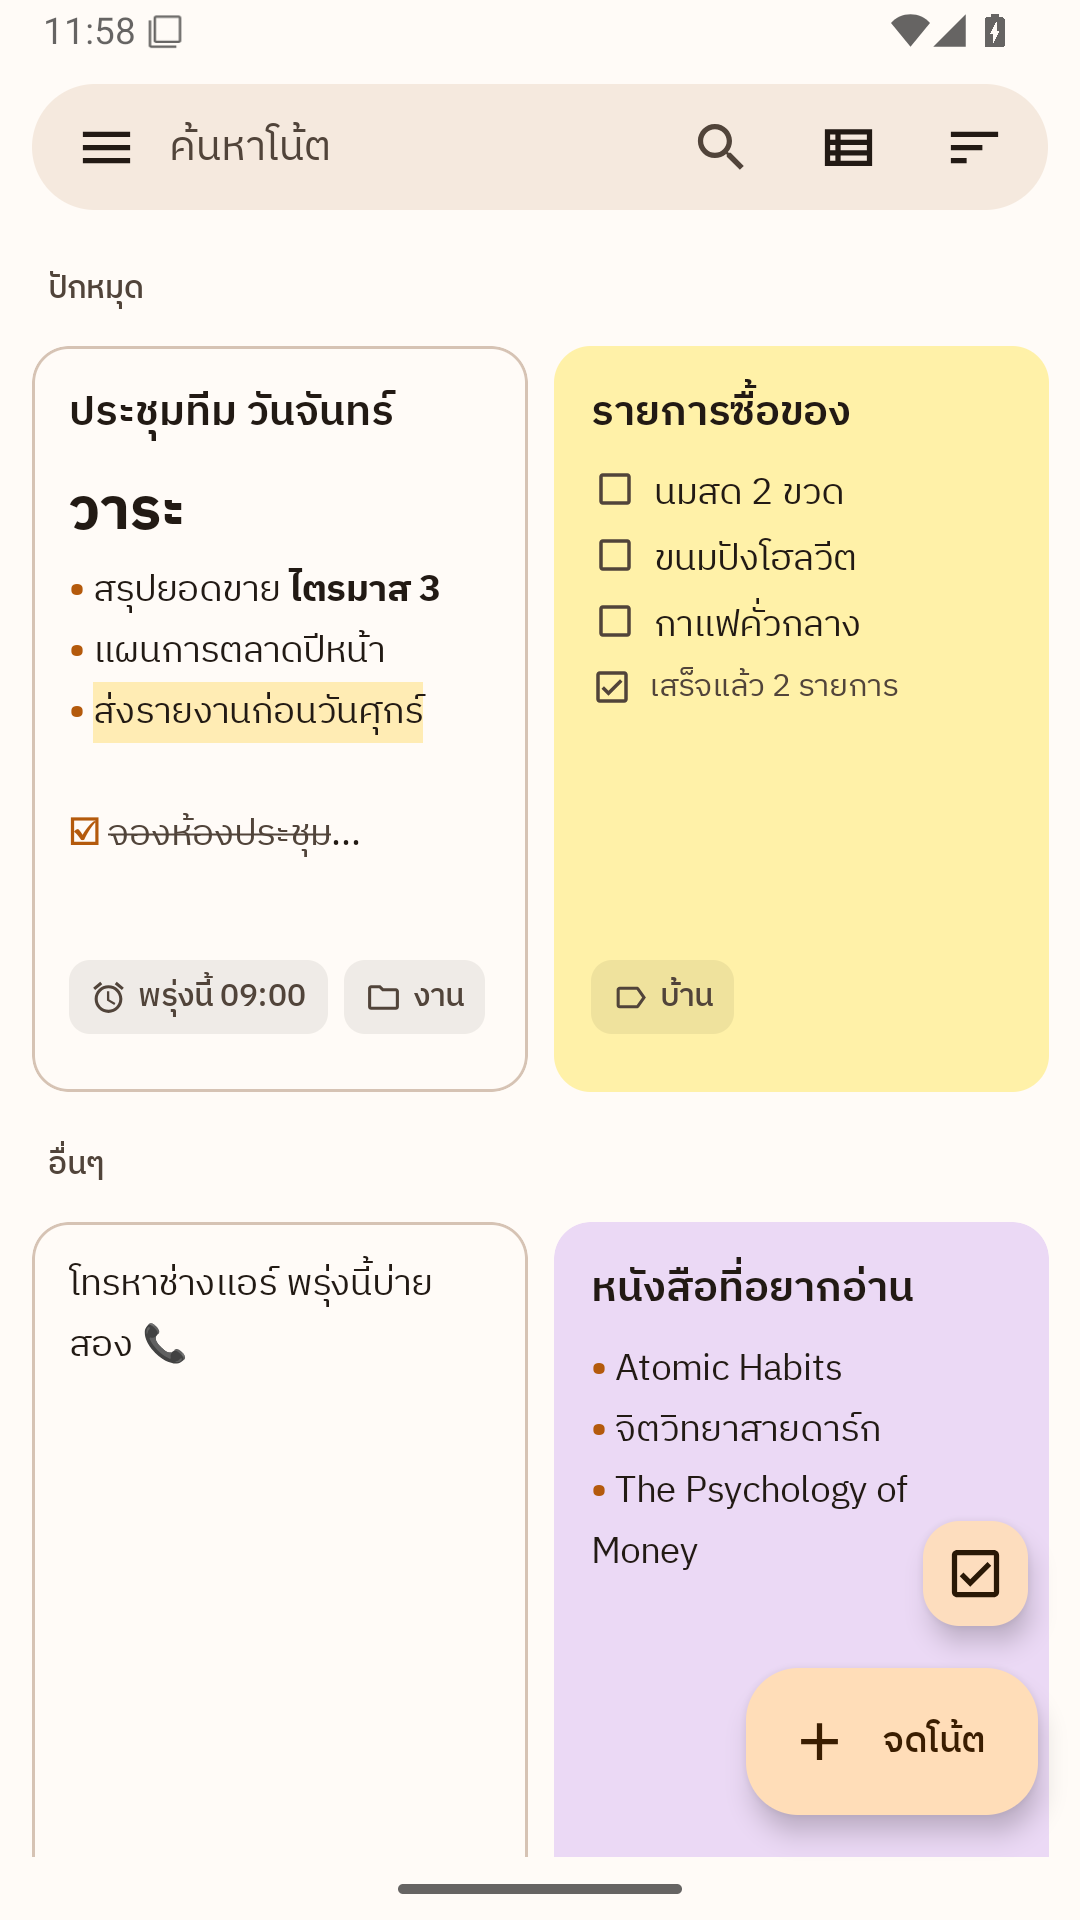 11:58
ค้นหาโน้ต
ปักหมุด
ประชุมทีม วันจันทร์
วาระ
• สรุปยอดขาย ไตรมาส 3
• แผนการตลาดปีหน้า
• ส่งรายงานก่อนวันศุกร์
☑ จองห้องประชุม...
พรุ่งนี้ 09:00
งาน
รายการซื้อของ
นมสด 2 ขวด
ขนมปังโฮลวีต
กาแฟคั่วกลาง
เสร็จแล้ว 2 รายการ
บ้าน
อื่นๆ
โทรหาช่างแอร์ พรุ่งนี้บ่าย
สอง 📞
หนังสือที่อยากอ่าน
• Atomic Habits
• จิตวิทยาสายดาร์ก
• The Psychology of
Money
จดโน้ต